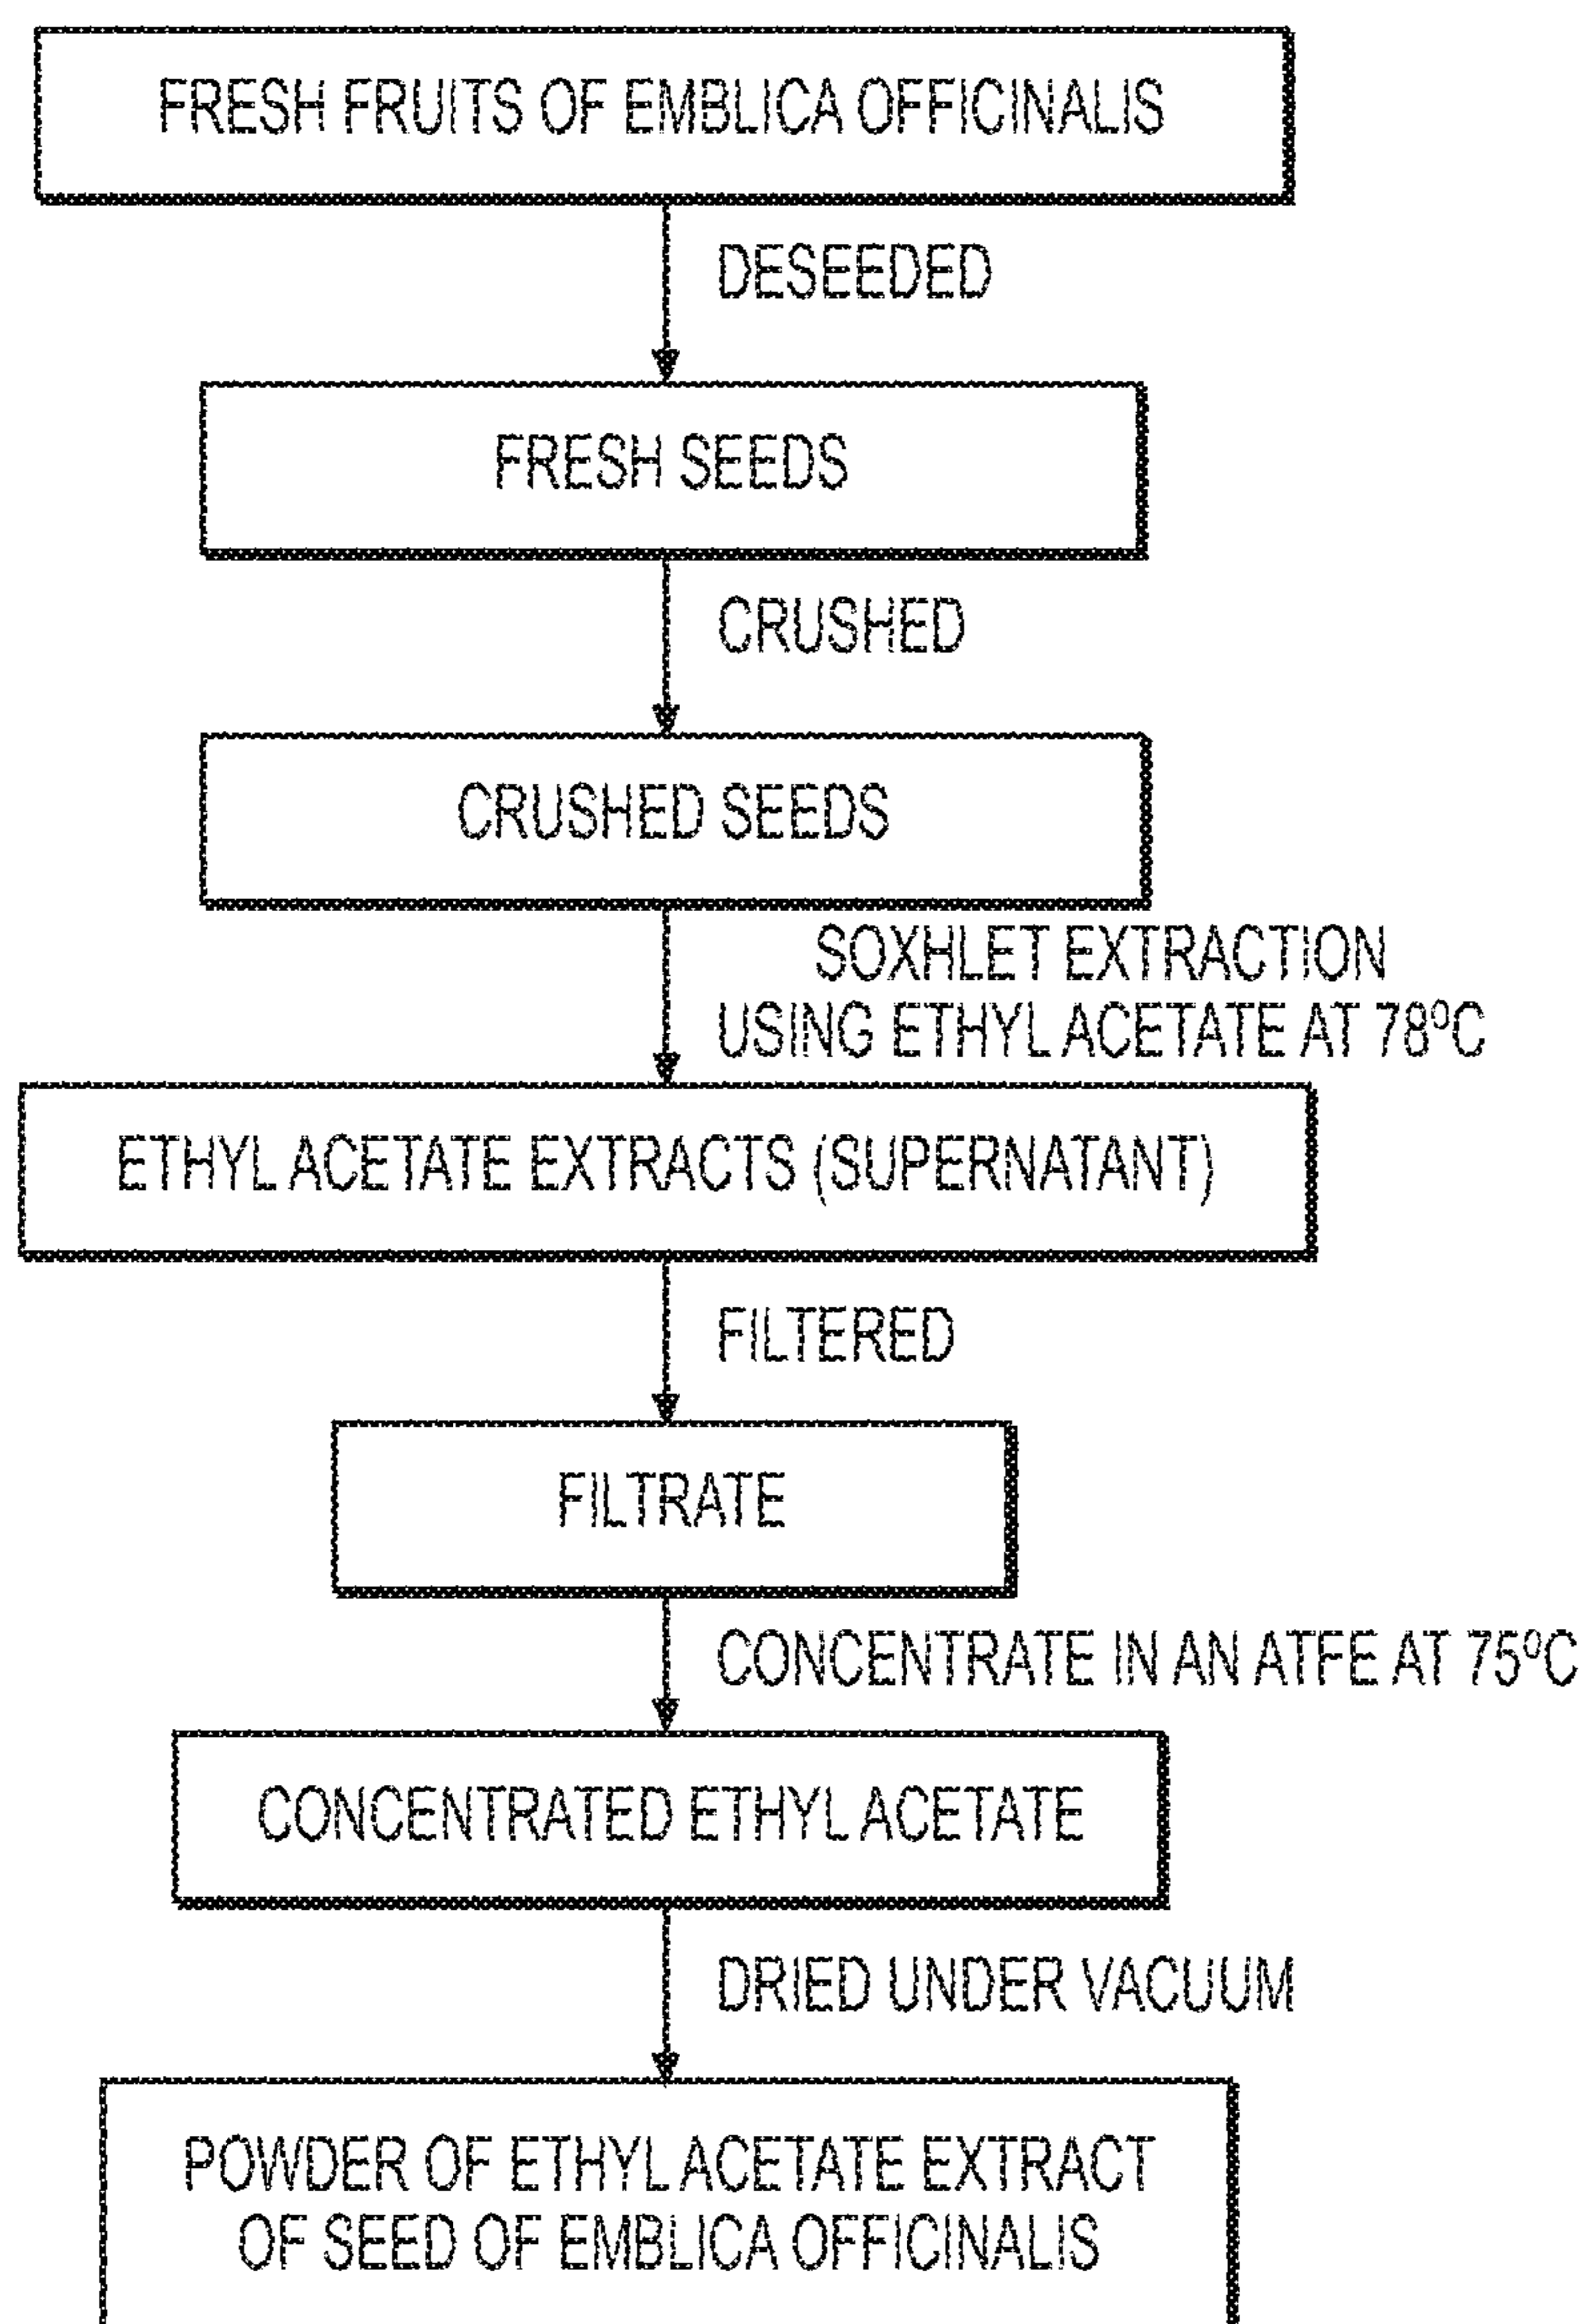 FRESH FRUITS OF EMBLICA OFFICINALIS
DESEEDED
FRESH SEEDS
CRUSHED
CRUSHED SEEDS
SOXHLET EXTRACTION
USING ETHYL ACETATE AT 78ºC
ETHYL ACETATE EXTRACTS (SUPERNATANT)
FILTERED
FILTRATE
CONCENTRATE IN AN ATFE AT 75ºC
CONCENTRATED ETHYL ACETATE
DRIED UNDER VACUUM
POWDER OF ETHYL ACETATE EXTRACT
OF SEED OF EMBLICA OFFICINALIS